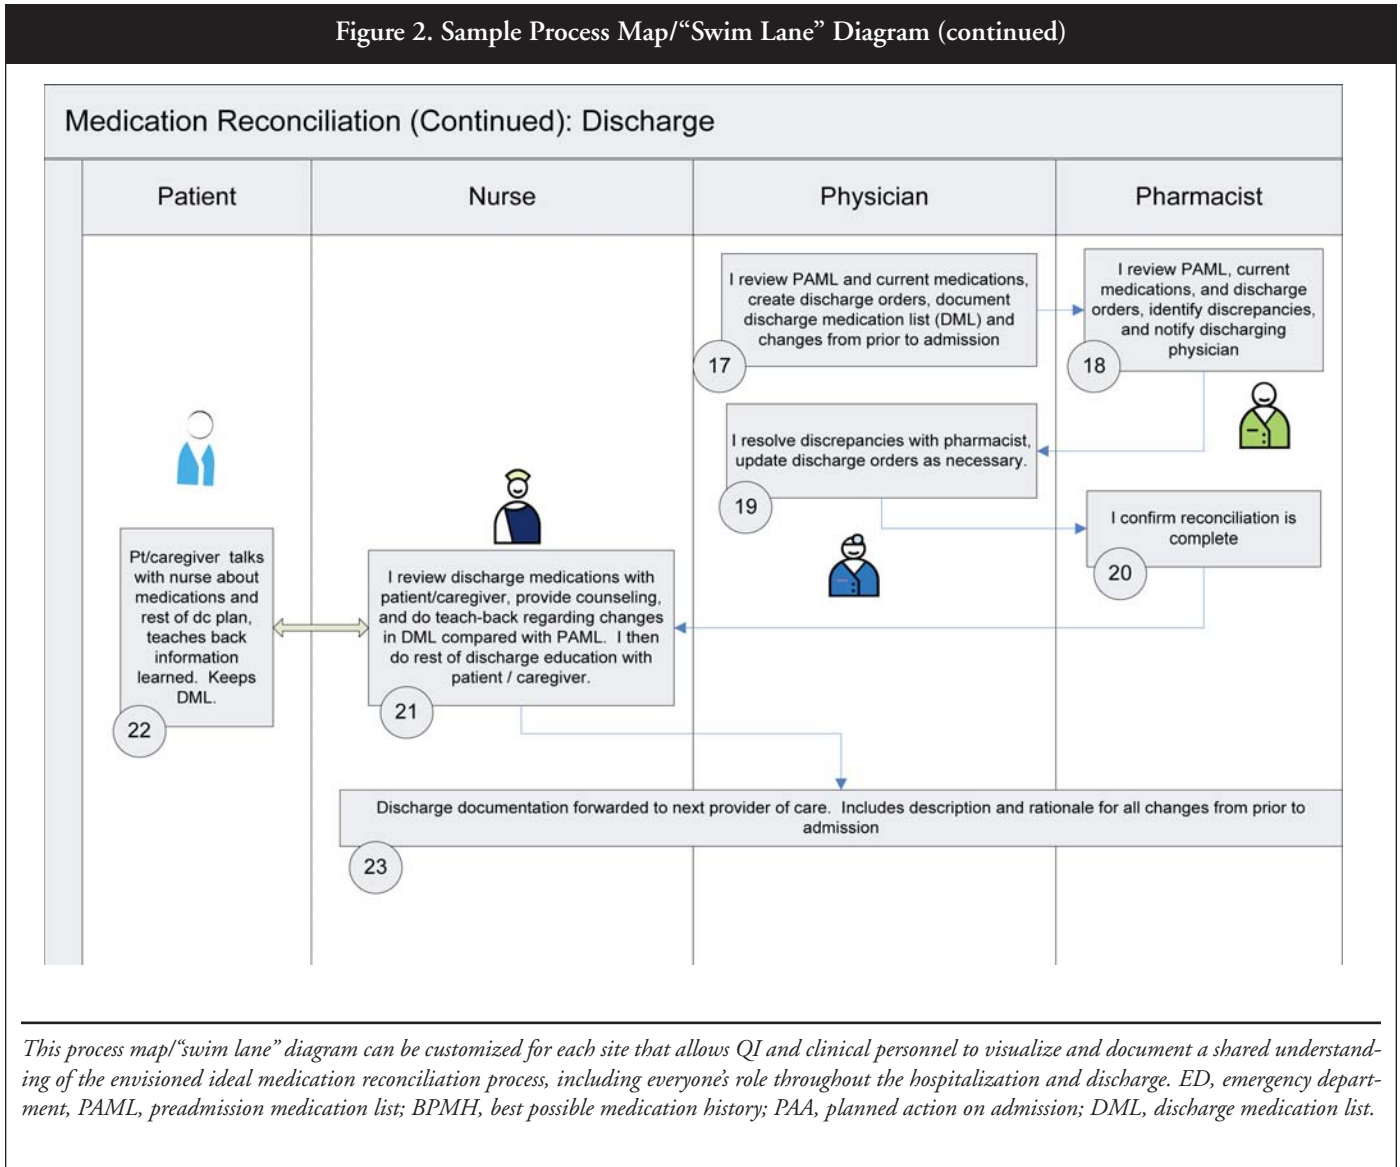 Figure 2. Sample Process Map/“Swim Lane” Diagram (continued)
Medication Reconciliation (Continued): Discharge
Patient
Nurse
Physician
Pharmacist
I review PAML and current medications,
create discharge orders, document
discharge medication list (DML) and
changes from prior to admission
17
I review PAML, current
medications, and discharge
orders, identify discrepancies,
and notify discharging
physician
18
I resolve discrepancies with pharmacist,
update discharge orders as necessary.
19
I confirm reconciliation is
complete
20
I review discharge medications with
patient/caregiver, provide counseling,
and do teach-back regarding changes
in DML compared with PAML. I then
do rest of discharge education with
patient / caregiver.
21
Pt/caregiver talks
with nurse about
medications and
rest of dc plan,
teaches back
information
learned. Keeps
DML.
22
Discharge documentation forwarded to next provider of care. Includes description and rationale for all changes from prior to
admission
23
This process map/“swim lane” diagram can be customized for each site that allows QI and clinical personnel to visualize and document a shared understand-
ing of the envisioned ideal medication reconciliation process, including everyone’s role throughout the hospitalization and discharge. ED, emergency depart-
ment, PAML, preadmission medication list; BPMH, best possible medication history; PAA, planned action on admission; DML, discharge medication list.